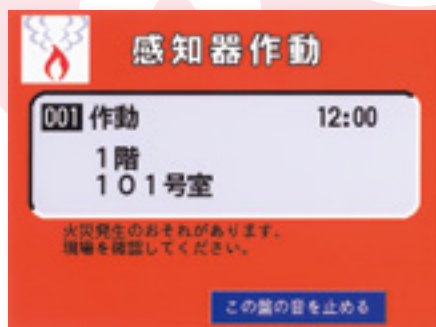 感知器作動
001 作動 12:00
1階
101号室
火災発生のおそれがあります。
現場を確認してください。
この盤の音を止める